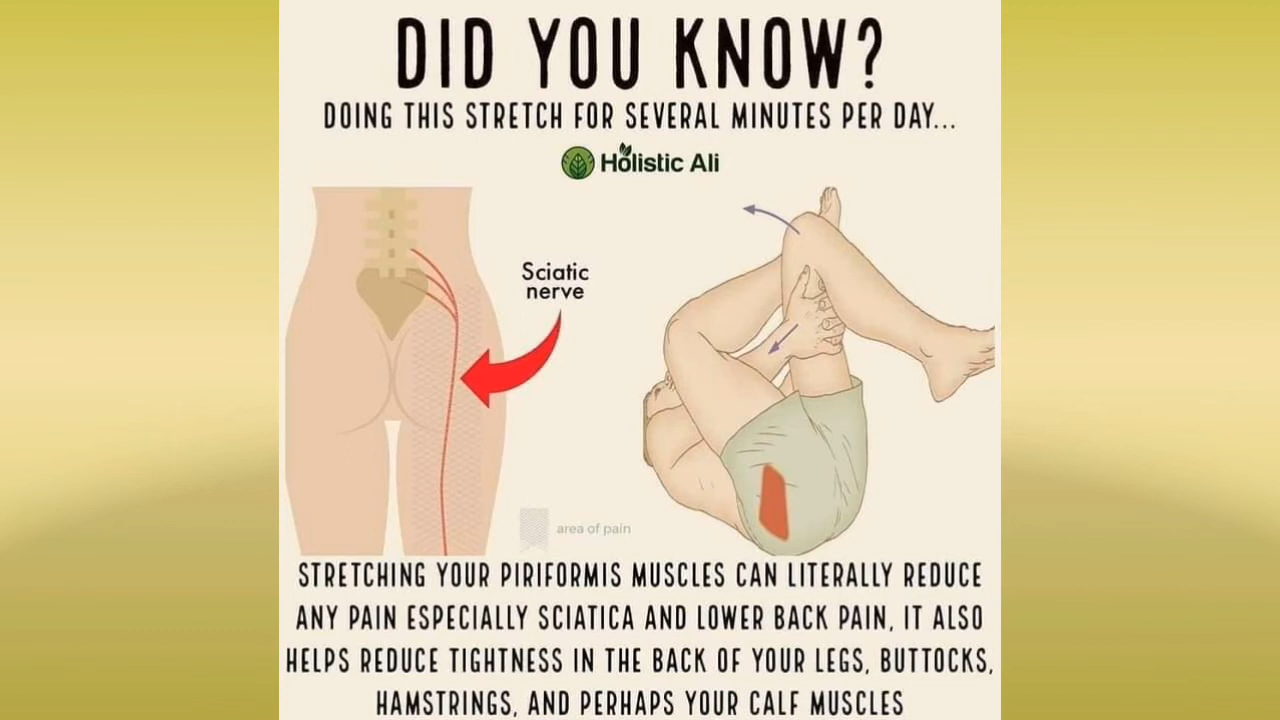 DID YOU KNOW?
DOING THIS STRETCH FOR SEVERAL MINUTES PER DAY...
Holistic Ali
Sciatic
nerve
area of pain
STRETCHING YOUR PIRIFORMIS MUSCLES CAN LITERALLY REDUCE
ANY PAIN ESPECIALLY SCIATICA AND LOWER BACK PAIN, IT ALSO
HELPS REDUCE TIGHTNESS IN THE BACK OF YOUR LEGS, BUTTOCKS,
HAMSTRINGS, AND PERHAPS YOUR CALF MUSCLES